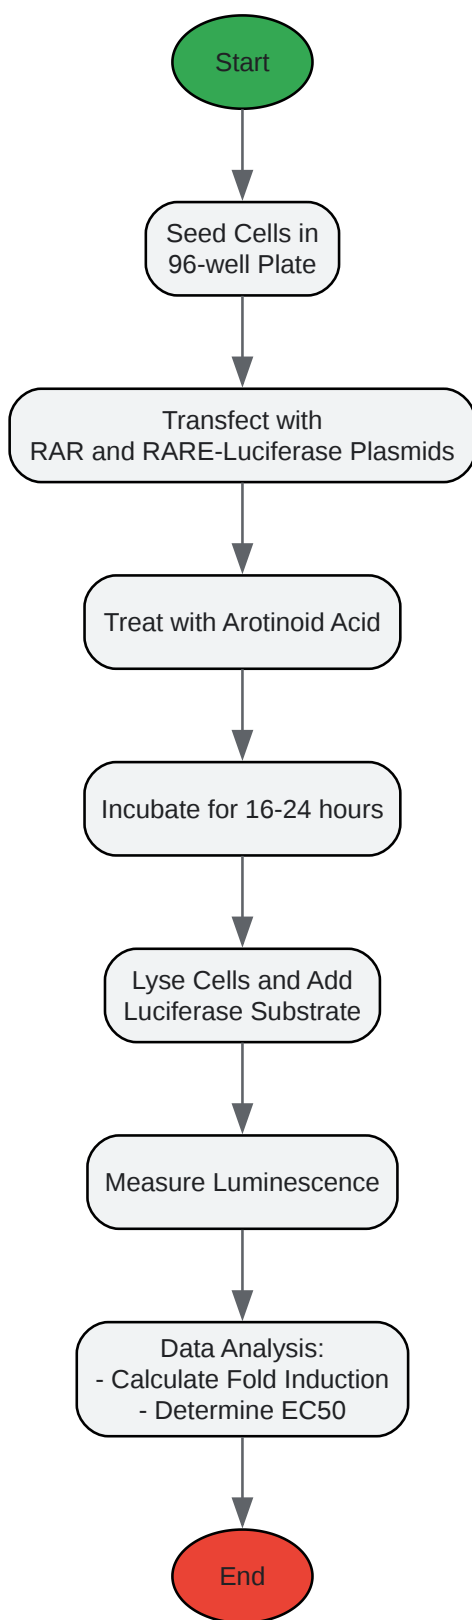 Start
Seed Cells in
96-well Plate
Transfect with
RAR and RARE-Luciferase Plasmids
Treat with Arotinoid Acid
Incubate for 16-24 hours
Lyse Cells and Add
Luciferase Substrate
Measure Luminescence
Data Analysis:
- Calculate Fold Induction
- Determine EC50
End